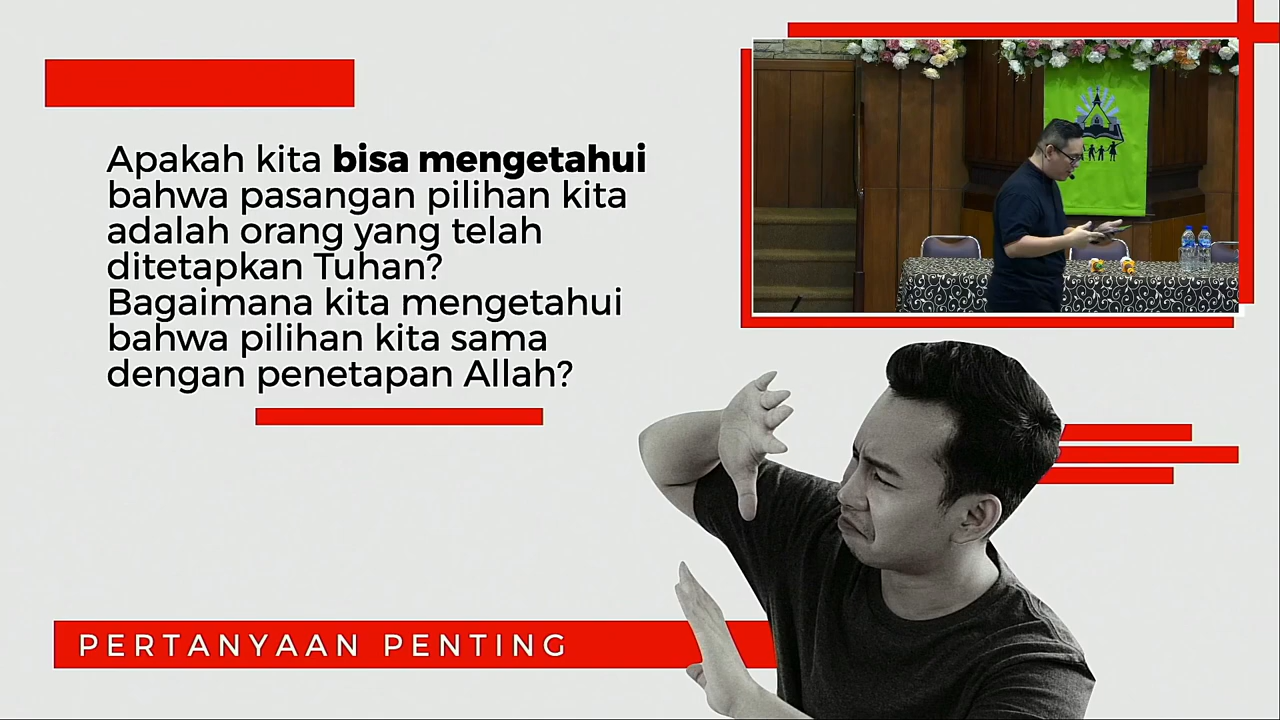 Apakah kita bisa mengetahui
bahwa pasangan pilihan kita
adalah orang yang telah
ditetapkan Tuhan?
Bagaimana kita mengetahui
bahwa pilihan kita sama
dengan penetapan Allah?
PERTANYAAN PENTING